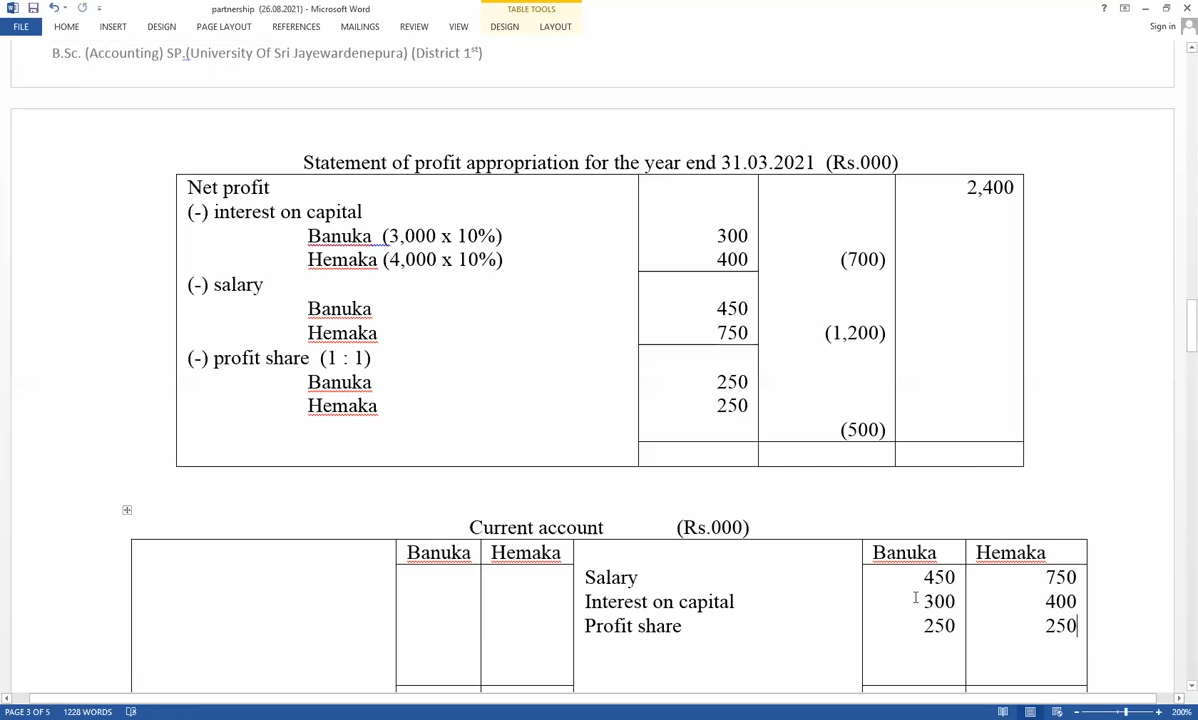 partnership (26.08.2021) - Microsoft Word
TABLE TOOLS
?
FILE HOME INSERT DESIGN PAGE LAYOUT REFERENCES MAILINGS REVIEW VIEW DESIGN LAYOUT Sign in
B.Sc. (Accounting) SP.(University Of Sri Jayewardenepura) (District 1st)
Statement of profit appropriation for the year end 31.03.2021 (Rs.000)
Net profit 2,400
(-) interest on capital
Banuka (3,000 x 10%) 300
Hemaka (4,000 x 10%) 400 (700)
(-) salary
Banuka 450
Hemaka 750 (1,200)
(-) profit share (1 : 1)
Banuka 250
Hemaka 250
(500)
Current account (Rs.000)
Banuka Hemaka Banuka Hemaka
Salary 450 750
Interest on capital 300 400
Profit share 250 250
PAGE 3 OF 5 1228 WORDS 200%